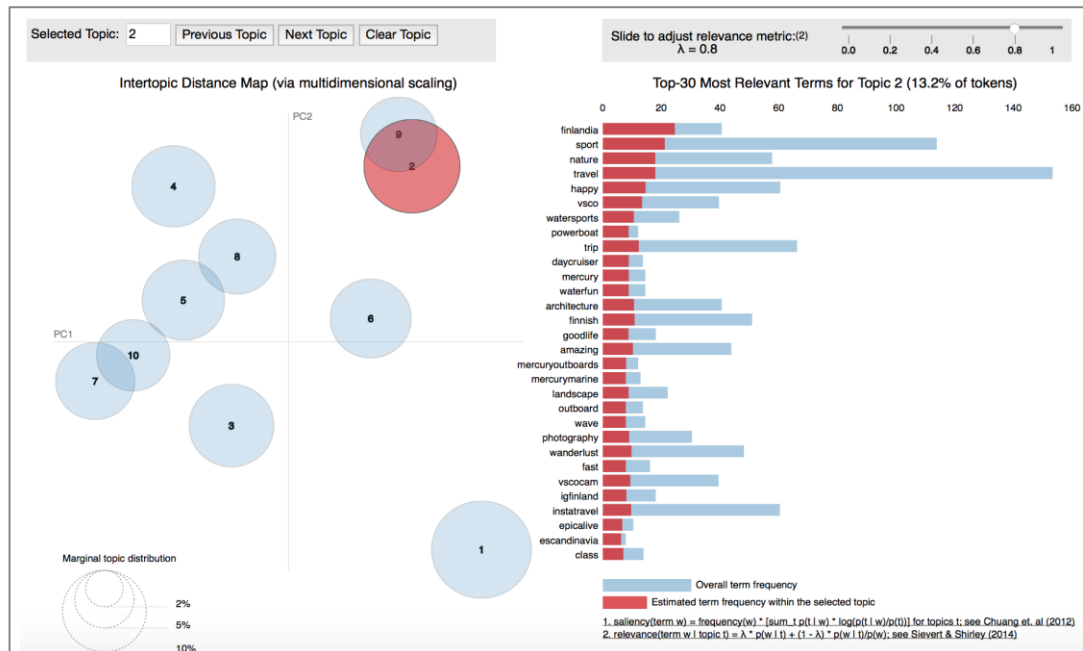 Selected Topic: 2 Previous Topic Next Topic Clear Topic
Slide to adjust relevance metric:(2)
λ = 0.8
0.0 0.2 0.4 0.6 0.8 1
Intertopic Distance Map (via multidimensional scaling)
PC2
PC1
9
2
4
8
5
6
10
7
3
1
Marginal topic distribution
2%
5%
10%
Top-30 Most Relevant Terms for Topic 2 (13.2% of tokens)
0 20 40 60 80 100 120 140 160
finlandia
sport
nature
travel
happy
vsco
watersports
powerboat
trip
daycruiser
mercury
waterfun
architecture
finnish
goodlife
amazing
mercuryoutboards
mercurymarine
landscape
outboard
wave
photography
wanderlust
fast
vscocam
igfinland
instatravel
epicalive
escandinavia
class
Overall term frequency
Estimated term frequency within the selected topic
1. saliency(term w) = frequency(w) * [sum_t p(t | w) * log(p(t | w)/p(t))] for topics t; see Chuang et. al (2012)
2. relevance(term w | topic t) = λ * p(w | t) + (1 - λ) * p(w | t)/p(w); see Sievert & Shirley (2014)